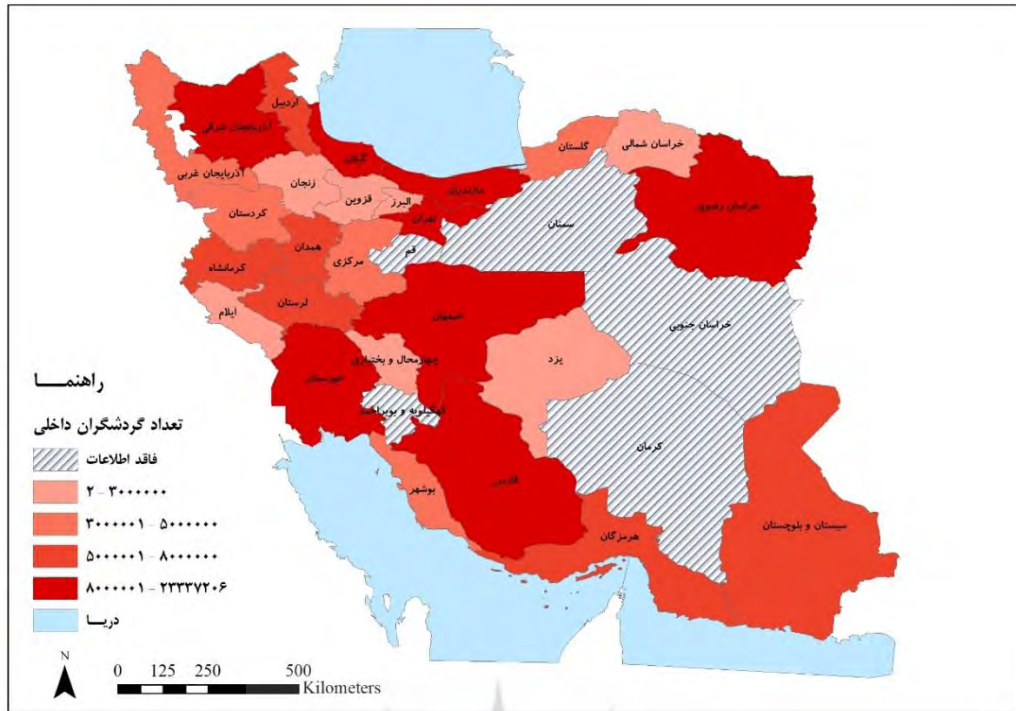 اردبیل
آذربایجان شرقی
گیلان
گلستان
خراسان شمالی
آذربایجان غربی
زنجان
قزوین
البرز
مازندران
خراسان رضوی
کردستان
تهران
سمنان
همدان
مرکزی
قم
کرمانشاه
لرستان
ایلام
اصفهان
خراسان جنوبی
چهارمحال و بختیاری
یزد
خوزستان
کهگیلویه و بویراحمد
کرمان
فارس
بوشهر
هرمزگان
سیستان و بلوچستان
راهنمــا
تعداد گردشگران داخلی
فاقد اطلاعات
۲ - ۳۰۰۰۰۰۰
۳۰۰۰۰۰۱ - ۵۰۰۰۰۰۰
۵۰۰۰۰۰۱ - ۸۰۰۰۰۰۰
۸۰۰۰۰۰۱ - ۲۳۳۳۷۲۰۶
دریــا
N
0 125 250 500
Kilometers